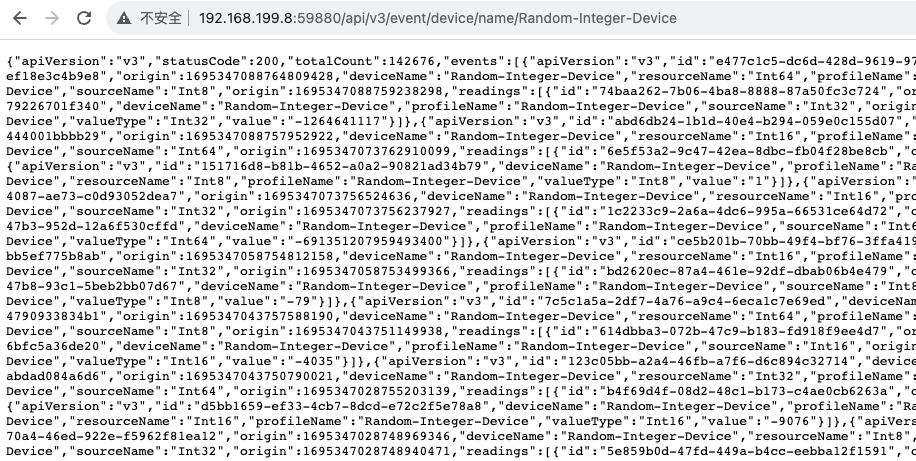 不安全 192.168.199.8:59880/api/v3/event/device/name/Random-Integer-Device
{"apiVersion":"v3","statusCode":200,"totalCount":142676,"events":[{"apiVersion":"v3","id":"e477c1c5-dc6d-428d-9619-97
ef18e3c4b9e8","origin":1695347088764809428,"deviceName":"Random-Integer-Device","resourceName":"Int64","profileName
Device","sourceName":"Int8","origin":1695347088759238298,"readings":[{"id":"74baa262-7b06-4ba8-8888-87a50fc3c724","or
79226701f340","deviceName":"Random-Integer-Device","profileName":"Random-Integer-Device","sourceName":"Int32","origi
Device","valueType":"Int32","value":"-1264641117"}]},{"apiVersion":"v3","id":"abd6db24-1b1d-40e4-b294-059e0c155d07","
444001bbbb29","origin":1695347088757952922,"deviceName":"Random-Integer-Device","resourceName":"Int16","profileName"
Device","sourceName":"Int64","origin":1695347073762910099,"readings":[{"id":"6e5f53a2-9c47-42ea-8dbc-fb04f28be8cb","o
{"apiVersion":"v3","id":"151716d8-b81b-4652-a0a2-90821ad34b79","deviceName":"Random-Integer-Device","profileName":"Ra
Device","resourceName":"Int8","profileName":"Random-Integer-Device","valueType":"Int8","value":"1"}]},{"apiVersion":"
4087-ae73-c0d93052dea7","origin":1695347073756524636,"deviceName":"Random-Integer-Device","resourceName":"Int16","pro
Device","sourceName":"Int32","origin":1695347073756237927,"readings":[{"id":"1c2233c9-2a6a-4dc6-995a-66531ce64d72","o
47b3-952d-12a6f530cffd","deviceName":"Random-Integer-Device","profileName":"Random-Integer-Device","sourceName":"Int6
Device","valueType":"Int64","value":"-691351207959493400"}]},{"apiVersion":"v3","id":"ce5b201b-70bb-49f4-bf76-3ffa419
bb5ef775b8ab","origin":1695347058754812158,"deviceName":"Random-Integer-Device","resourceName":"Int16","profileName"
Device","sourceName":"Int32","origin":1695347058753499366,"readings":[{"id":"bd2620ec-87a4-461e-92df-dbab06b4e479","o
47b8-93c1-5beb2bb07d67","deviceName":"Random-Integer-Device","profileName":"Random-Integer-Device","sourceName":"Int8
Device","valueType":"Int8","value":"-79"}]},{"apiVersion":"v3","id":"7c5c1a5a-2df7-4a76-a9c4-6eca1c7e69ed","deviceNam
4790933834b1","origin":1695347043757588190,"deviceName":"Random-Integer-Device","resourceName":"Int64","profileName"
Device","sourceName":"Int8","origin":1695347043751149938,"readings":[{"id":"614dbba3-072b-47c9-b183-fd918f9ee4d7","or
6bfc5a36de20","deviceName":"Random-Integer-Device","profileName":"Random-Integer-Device","sourceName":"Int16","origi
Device","valueType":"Int16","value":"-4035"}]},{"apiVersion":"v3","id":"123c05bb-a2a4-46fb-a7f6-d6c894c32714","device
abdad084a6d6","origin":1695347043750790021,"deviceName":"Random-Integer-Device","resourceName":"Int32","profileName"
Device","sourceName":"Int64","origin":1695347028755203139,"readings":[{"id":"b4f69d4f-08d2-48c1-b173-c4ae0cb6263a","o
{"apiVersion":"v3","id":"d5bb1659-ef33-4cb7-8dcd-e72c2f5e78a8","deviceName":"Random-Integer-Device","profileName":"Ra
Device","resourceName":"Int16","profileName":"Random-Integer-Device","valueType":"Int16","value":"-9076"}]},{"apiVers
70a4-46ed-922e-f5962f81ea12","origin":1695347028748969346,"deviceName":"Random-Integer-Device","resourceName":"Int8",
Device","sourceName":"Int32","origin":1695347028748940471,"readings":[{"id":"5e859b0d-47fd-449a-b4cc-eebba12f1591","